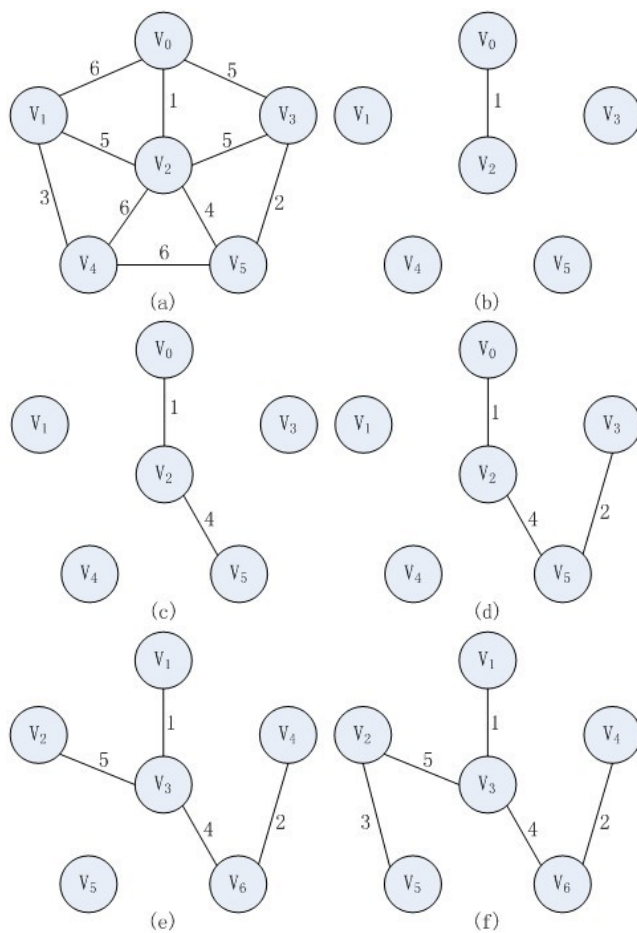 V₀
6 5
V₁ 1 V₃
5 5
V₂
3 6 4 2
V₄ 6 V₅
(a)
V₀
V₁ 1 V₃
V₂
V₄ V₅
(b)
V₀
V₁ 1 V₃
V₂
4
V₄ V₅
(c)
V₀
V₁ 1 V₃
V₂
4 2
V₄ V₅
(d)
V₁
V₂ 1 V₄
5
V₃
4 2
V₅ V₆
(e)
V₁
V₂ 1 V₄
5
V₃
3 4 2
V₅ V₆
(f)